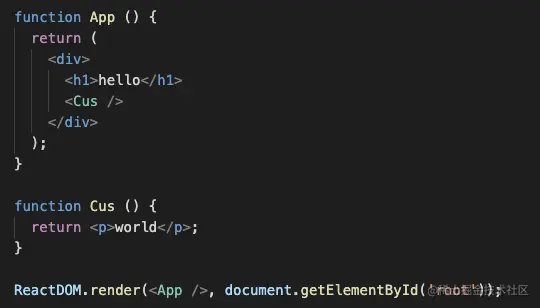 function App () {
  return (
    <div>
      <h1>hello</h1>
      <Cus />
    </div>
  );
}

function Cus () {
  return <p>world</p>;
}

ReactDOM.render(<App />, document.getElementById('root'));
@稀土掘金技术社区